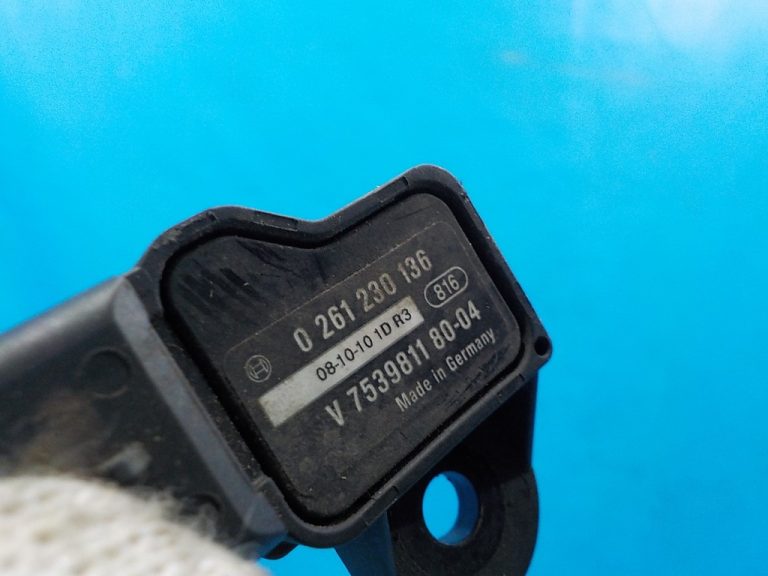 0 261 230 136
816
08-10-10 1D R3
V 7539811 80-04
Made in Germany